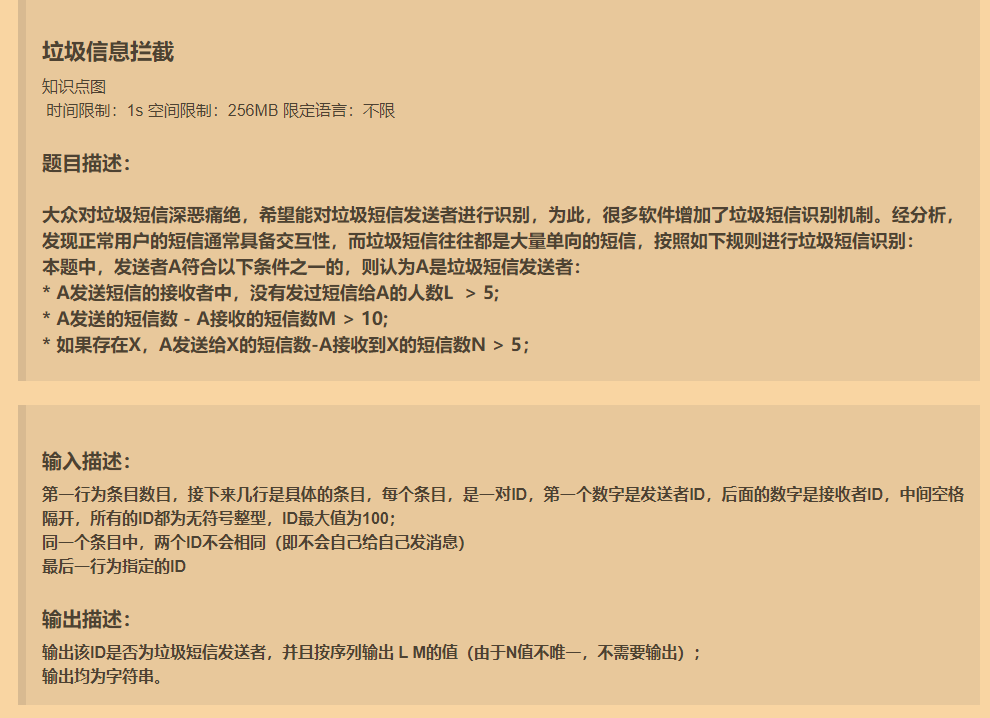 垃圾信息拦截
知识点图
时间限制：1s 空间限制：256MB 限定语言：不限
题目描述：
大众对垃圾短信深恶痛绝，希望能对垃圾短信发送者进行识别，为此，很多软件增加了垃圾短信识别机制。经分析，
发现正常用户的短信通常具备交互性，而垃圾短信往往都是大量单向的短信，按照如下规则进行垃圾短信识别：
本题中，发送者A符合以下条件之一的，则认为A是垃圾短信发送者：
* A发送短信的接收者中，没有发过短信给A的人数L > 5;
* A发送的短信数 - A接收的短信数M > 10;
* 如果存在X，A发送给X的短信数-A接收到X的短信数N > 5；
输入描述：
第一行为条目数目，接下来几行是具体的条目，每个条目，是一对ID，第一个数字是发送者ID，后面的数字是接收者ID，中间空格
隔开，所有的ID都为无符号整型，ID最大值为100；
同一个条目中，两个ID不会相同（即不会自己给自己发消息）
最后一行为指定的ID
输出描述：
输出该ID是否为垃圾短信发送者，并且按序列输出 L M的值（由于N值不唯一，不需要输出）；
输出均为字符串。